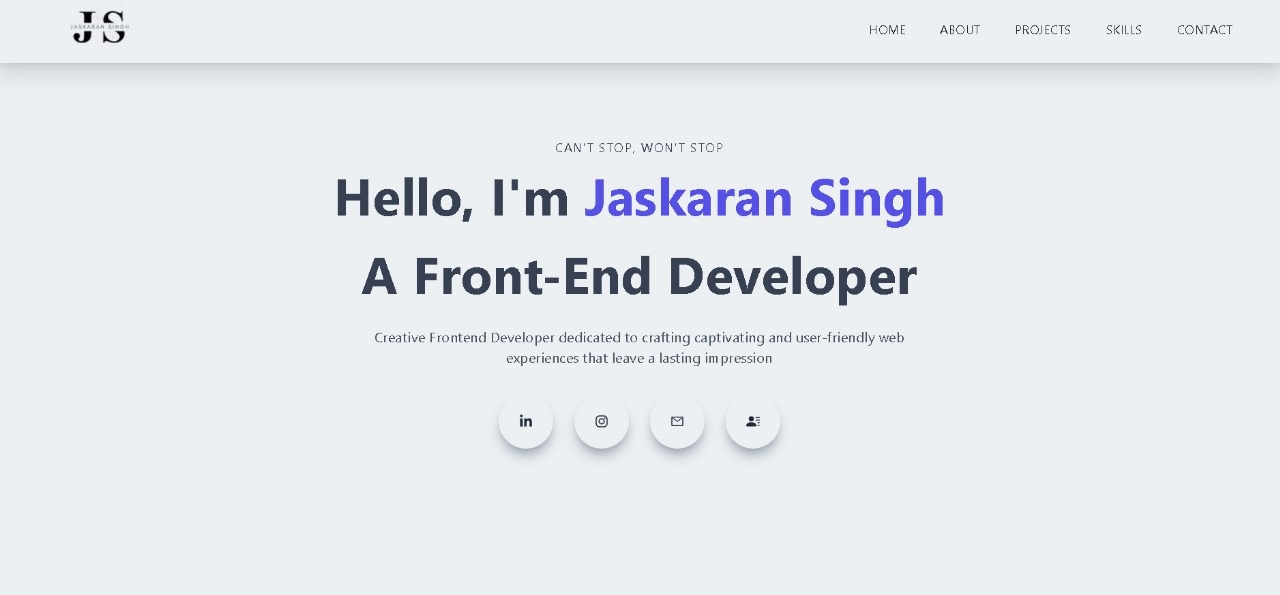 JS
JASKARAN SINGH
HOME ABOUT PROJECTS SKILLS CONTACT
CAN'T STOP, WON'T STOP
Hello, I'm Jaskaran Singh
A Front-End Developer
Creative Frontend Developer dedicated to crafting captivating and user-friendly web
experiences that leave a lasting impression
in